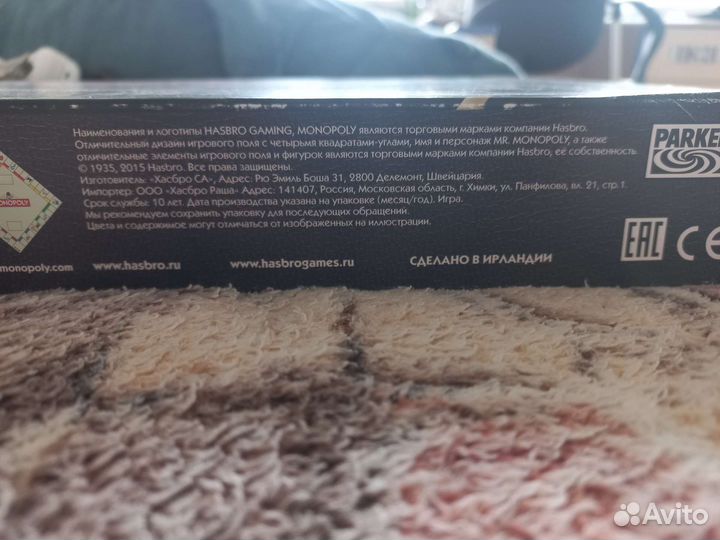 Наименования и логотипы HASBRO GAMING, MONOPOLY являются торговыми марками компании Hasbro.
Отличительный дизайн игрового поля с четырьмя квадратами-углами, имя и персонаж MR. MONOPOLY, а также
отличительные элементы игрового поля и фигурок являются торговыми марками компании Hasbro, ее собственность.
© 1935, 2015 Hasbro. Все права защищены.
Изготовитель: «Хасбро СА», Адрес: Рю Эмиль Боша 31, 2800 Делемонт, Швейцария.
Импортер: ООО «Хасбро Раша» Адрес: 141407, Россия, Московская область, г. Химки, ул. Панфилова, вл. 21, стр. 1.
Срок службы: 10 лет. Дата производства указана на упаковке (месяц/год). Игра.
Мы рекомендуем сохранить упаковку для последующих обращений.
Цвета и содержимое могут отличаться от изображенных на иллюстрации.
PARKER
MONOPOLY
monopoly.com
www.hasbro.ru
www.hasbrogames.ru
СДЕЛАНО В ИРЛАНДИИ
EAC
CE
Avito